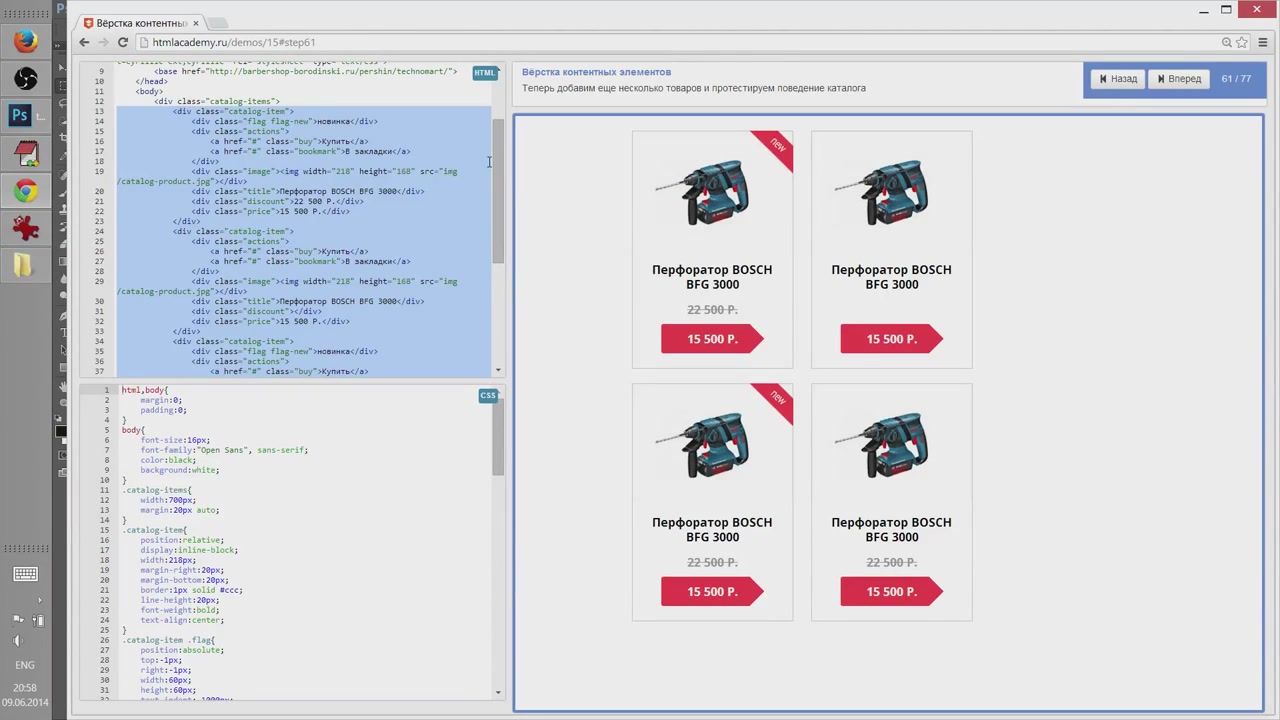 Вёрстка контентны
htmlacademy.ru/demos/15#step61
9 <base href="http://barbershop-borodinski.ru/pershin/technomart/">
10 </head>
11 <body>
12 <div class="catalog-items">
13 <div class="catalog-item">
14 <div class="flag flag-new">новинка</div>
15 <div class="actions">
16 <a href="#" class="buy">Купить</a>
17 <a href="#" class="bookmark">В закладки</a>
18 </div>
19 <div class="image"><img width="218" height="168" src="img
/catalog-product.jpg"></div>
20 <div class="title">Перфоратор BOSCH BFG 3000</div>
21 <div class="discount">22 500 Р.</div>
22 <div class="price">15 500 Р.</div>
23 </div>
24 <div class="catalog-item">
25 <div class="actions">
26 <a href="#" class="buy">Купить</a>
27 <a href="#" class="bookmark">В закладки</a>
28 </div>
29 <div class="image"><img width="218" height="168" src="img
/catalog-product.jpg"></div>
30 <div class="title">Перфоратор BOSCH BFG 3000</div>
31 <div class="discount"></div>
32 <div class="price">15 500 Р.</div>
33 </div>
34 <div class="catalog-item">
35 <div class="flag flag-new">новинка</div>
36 <div class="actions">
37 <a href="#" class="buy">Купить</a>
HTML
1 html,body{
2 margin:0;
3 padding:0;
4 }
5 body{
6 font-size:16px;
7 font-family:"Open Sans", sans-serif;
8 color:black;
9 background:white;
10 }
11 .catalog-items{
12 width:700px;
13 margin:20px auto;
14 }
15 .catalog-item{
16 position:relative;
17 display:inline-block;
18 width:218px;
19 margin-right:20px;
20 margin-bottom:20px;
21 border:1px solid #ccc;
22 line-height:20px;
23 font-weight:bold;
24 text-align:center;
25 }
26 .catalog-item .flag{
27 position:absolute;
28 top:-1px;
29 right:-1px;
30 width:60px;
31 height:60px;
CSS
Вёрстка контентных элементов
Теперь добавим еще несколько товаров и протестируем поведение каталога
Назад
Вперед
61 / 77
new
Перфоратор BOSCH
BFG 3000
22 500 Р.
15 500 Р.
Перфоратор BOSCH
BFG 3000
15 500 Р.
new
Перфоратор BOSCH
BFG 3000
22 500 Р.
15 500 Р.
Перфоратор BOSCH
BFG 3000
22 500 Р.
15 500 Р.
Ps
ENG
20:58
09.06.2014